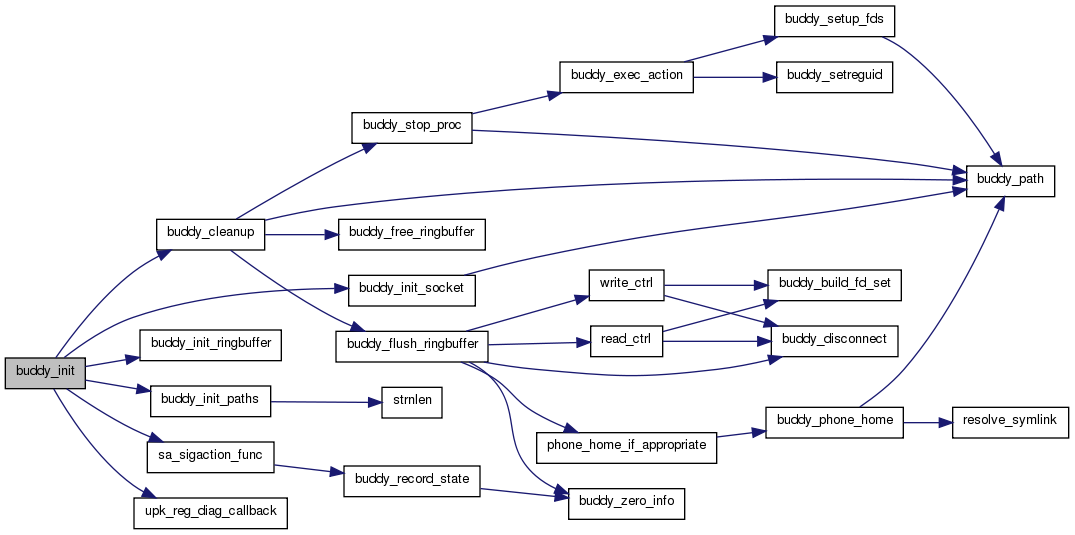 buddy_setup_fds
buddy_exec_action
buddy_setreguid
buddy_stop_proc
buddy_path
buddy_cleanup
buddy_free_ringbuffer
buddy_init_socket
write_ctrl
buddy_build_fd_set
buddy_init_ringbuffer
buddy_flush_ringbuffer
read_ctrl
buddy_disconnect
buddy_init
buddy_init_paths
strnlen
buddy_phone_home
resolve_symlink
sa_sigaction_func
phone_home_if_appropriate
buddy_record_state
buddy_zero_info
upk_reg_diag_callback